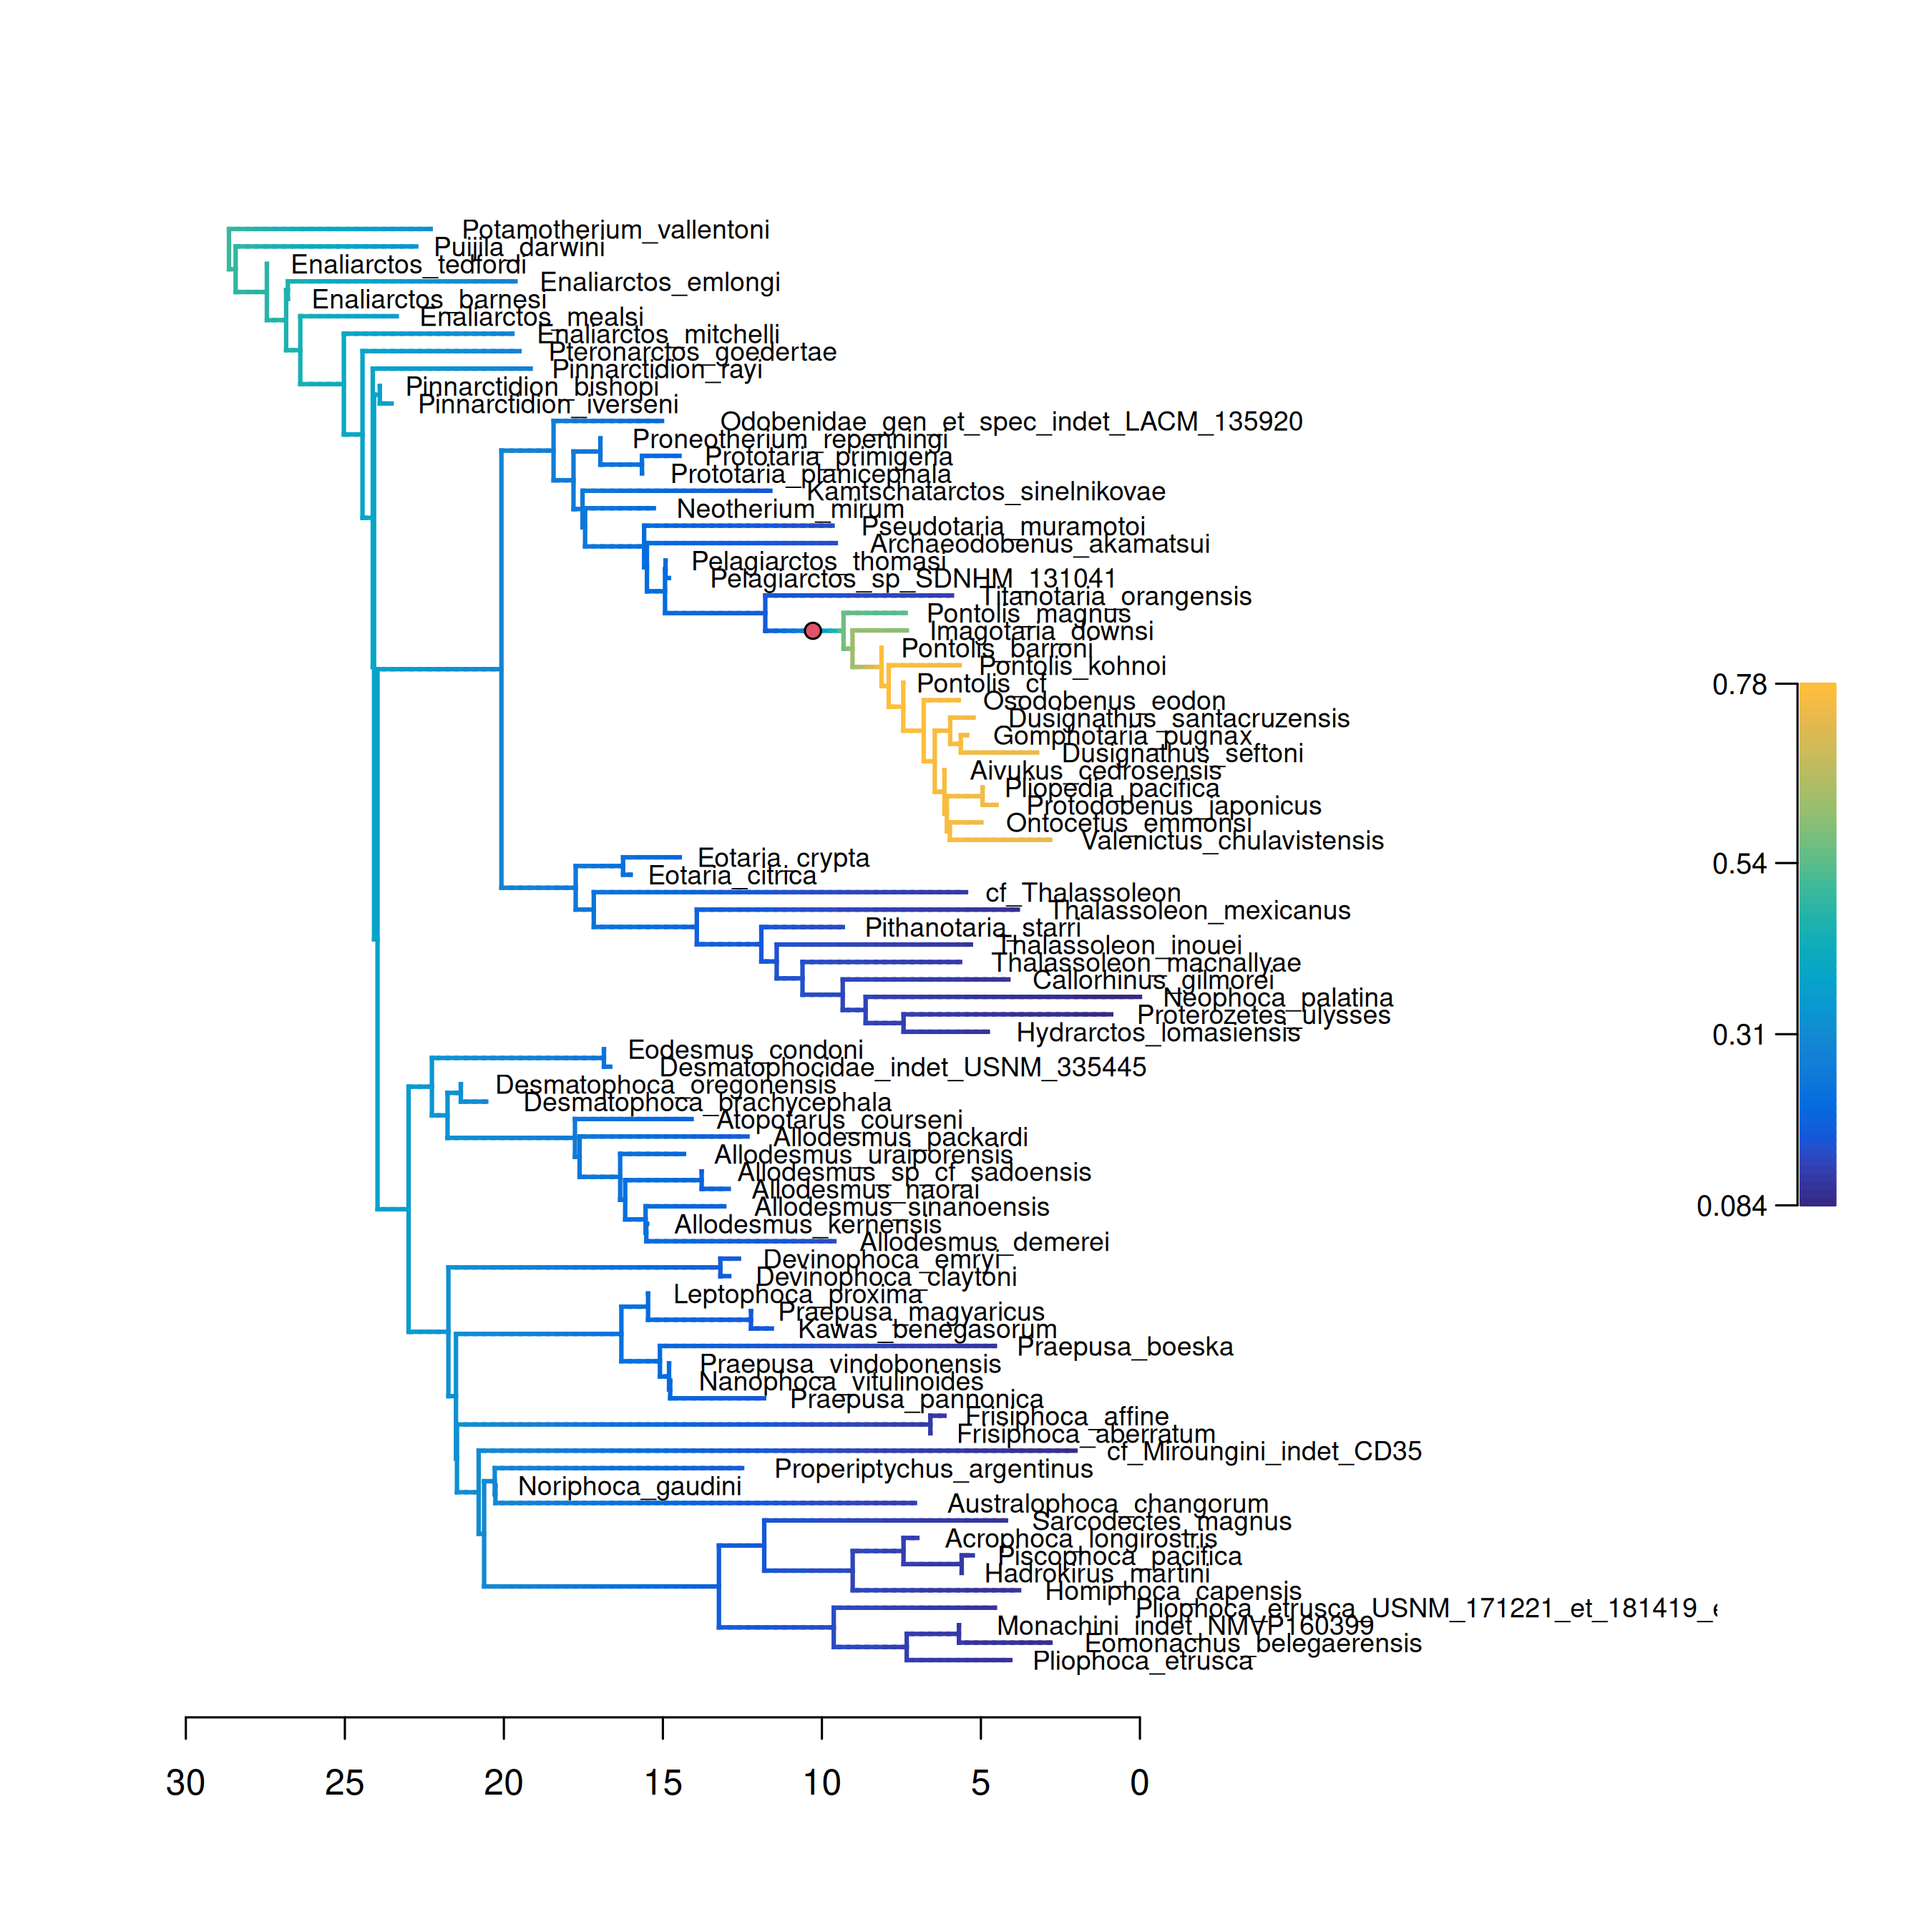 Potamotherium_vallentoni
Puijila_darwini
Enaliarctos_tedfordi
Enaliarctos_emlongi
Enaliarctos_barnesi
Enaliarctos_mealsi
Enaliarctos_mitchelli
Pteronarctos_goedertae
Pinnarctidion_rayi
Pinnarctidion_bishopi
Pinnarctidion_iverseni
Odobenidae_gen_et_spec_indet_LACM_135920
Proneotherium_repenningi
Prototaria_primigena
Prototaria_planicephala
Kamtschatarctos_sinelnikovae
Neotherium_mirum
Pseudotaria_muramotoi
Archaeodobenus_akamatsui
Pelagiarctos_thomasi
Pelagiarctos_sp_SDNHM_131041
Titanotaria_orangensis
Pontolis_magnus
Imagotaria_downsi
Pontolis_barroni
Pontolis_kohnoi
Pontolis_cf
0.78
Osodobenus_eodon
Dusignathus_santacruzensis
Gomphotaria_pugnax
Dusignathus_seftoni
Aivukus_cedrosensis
Pliopedia_pacifica
Protodobenus_japonicus
Ontocetus_emmonsi
Valenictus_chulavistensis
Eotaria_crypta
0.54
Eotaria_citrica
cf_Thalassoleon
Thalassoleon_mexicanus
Pithanotaria_starri
Thalassoleon_inouei
Thalassoleon_macnallyae
Callorhinus_gilmorei
Neophoca_palatina
Proterozetes_ulysses
Hydrarctos_lomasiensis
0.31
Eodesmus_condoni
Desmatophocidae_indet_USNM_335445
Desmatophoca_oregonensis
Desmatophoca_brachycephala
Atopotarus_courseni
Allodesmus_packardi
Allodesmus_uraiporensis
Allodesmus_sp_cf_sadoensis
Allodesmus_naorai
Allodesmus_sinanoensis
0.084
Allodesmus_kernensis
Allodesmus_demerei
Devinophoca_emryi
Devinophoca_claytoni
Leptophoca_proxima
Praepusa_magyaricus
Kawas_benegasorum
Praepusa_boeska
Praepusa_vindobonensis
Nanophoca_vitulinoides
Praepusa_pannonica
Frisiphoca_affine
Frisiphoca_aberratum
cf_Miroungini_indet_CD35
Properiptychus_argentinus
Noriphoca_gaudini
Australophoca_changorum
Sarcodectes_magnus
Acrophoca_longirostris
Piscophoca_pacifica
Hadrokirus_martini
Homiphoca_capensis
Pliophoca_etrusca_USNM_171221_et_181419_
Monachini_indet_NMVP160399
Eomonachus_belegaerensis
Pliophoca_etrusca
30 25 20 15 10 5 0